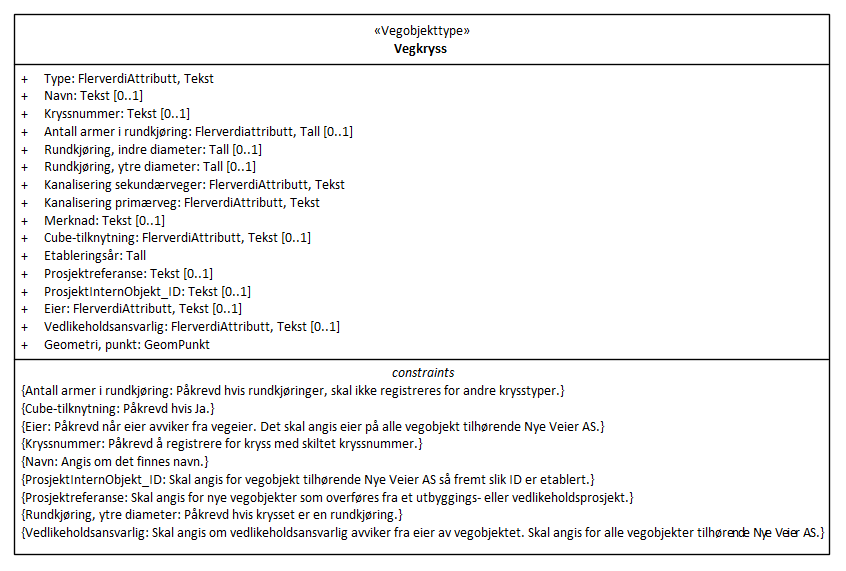 «Vegobjekttype»
Vegkryss
+ Type: FlerverdiAttributt, Tekst
+ Navn: Tekst [0..1]
+ Kryssnummer: Tekst [0..1]
+ Antall armer i rundkjøring: Flerverdiattributt, Tall [0..1]
+ Rundkjøring, indre diameter: Tall [0..1]
+ Rundkjøring, ytre diameter: Tall [0..1]
+ Kanalisering sekundærveger: FlerverdiAttributt, Tekst
+ Kanalisering primærveg: FlerverdiAttributt, Tekst
+ Merknad: Tekst [0..1]
+ Cube-tilknytning: FlerverdiAttributt, Tekst [0..1]
+ Etableringsår: Tall
+ Prosjektreferanse: Tekst [0..1]
+ ProsjektInternObjekt_ID: Tekst [0..1]
+ Eier: FlerverdiAttributt, Tekst [0..1]
+ Vedlikeholdsansvarlig: FlerverdiAttributt, Tekst [0..1]
+ Geometri, punkt: GeomPunkt
constraints
{Antall armer i rundkjøring: Påkrevd hvis rundkjøringer, skal ikke registreres for andre krysstyper.}
{Cube-tilknytning: Påkrevd hvis Ja.}
{Eier: Påkrevd når eier avviker fra vegeier. Det skal angis eier på alle vegobjekt tilhørende Nye Veier AS.}
{Kryssnummer: Påkrevd å registrere for kryss med skiltet kryssnummer.}
{Navn: Angis om det finnes navn.}
{ProsjektInternObjekt_ID: Skal angis for vegobjekt tilhørende Nye Veier AS så fremt slik ID er etablert.}
{Prosjektreferanse: Skal angis for nye vegobjekter som overføres fra et utbyggings- eller vedlikeholdsprosjekt.}
{Rundkjøring, ytre diameter: Påkrevd hvis krysset er en rundkjøring.}
{Vedlikeholdsansvarlig: Skal angis om vedlikeholdsansvarlig avviker fra eier av vegobjektet. Skal angis for alle vegobjekter tilhørende Nye Veier AS.}